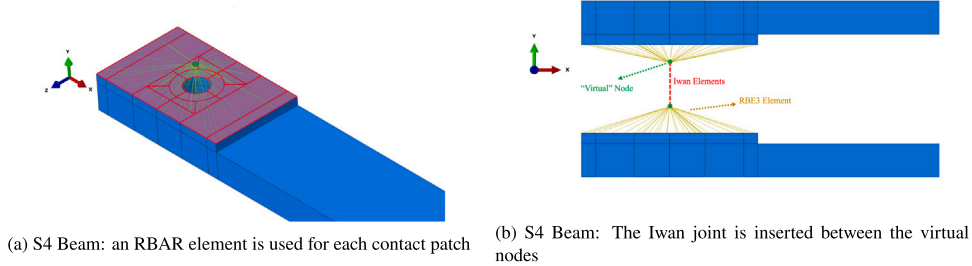 Y
Z
X
(a) S4 Beam: an RBAR element is used for each contact patch
Y
X
"Virtual" Node
Iwan Elements
RBE3 Element
(b) S4 Beam: The Iwan joint is inserted between the virtual
nodes